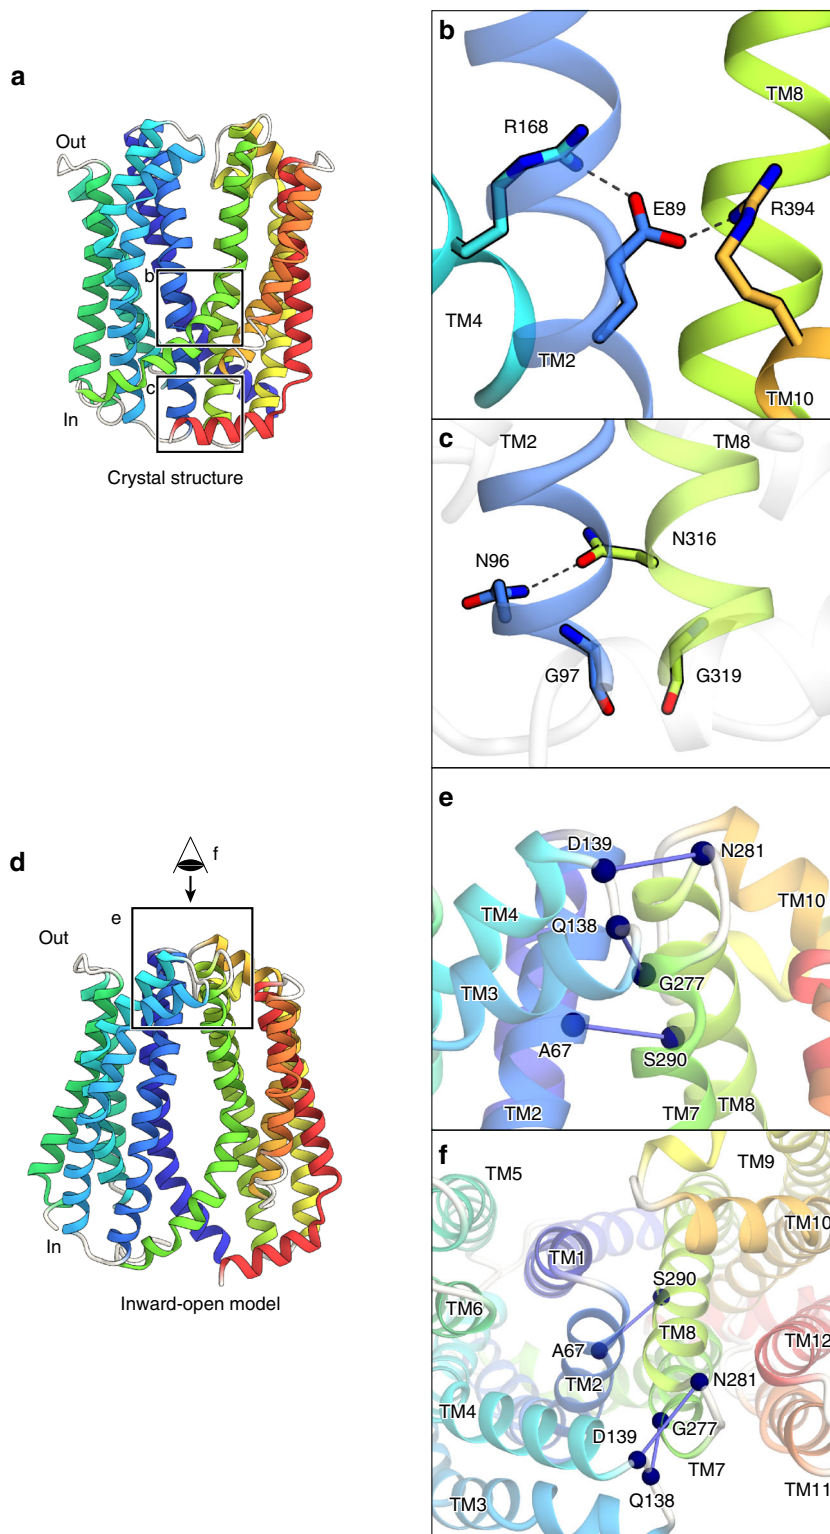 a
Out
b
c
In
Crystal structure
b
TM8
R168
E89
R394
TM4
TM2
TM10
c
TM2
TM8
N316
N96
G97
G319
d
f
e
Out
In
Inward-open model
e
D139
N281
TM4
TM10
Q138
G277
TM3
A67
S290
TM2
TM7
TM8
f
TM9
TM5
TM10
TM1
S290
TM6
TM8
TM12
A67
TM2
N281
TM4
D139
G277
TM7
TM11
Q138
TM3